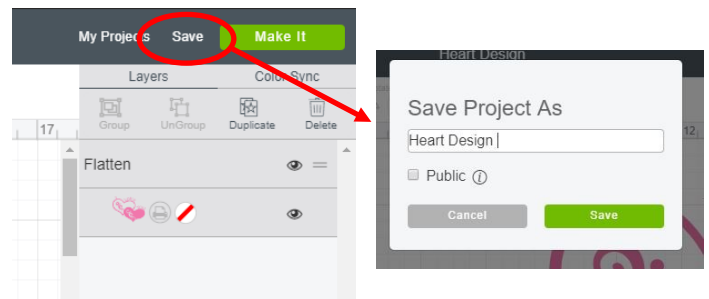 My Projects Save Make It
Layers Color Sync
Group UnGroup Duplicate Delete
17
Flatten
Heart Design
Save Project As
Heart Design
12
Public i
Cancel Save